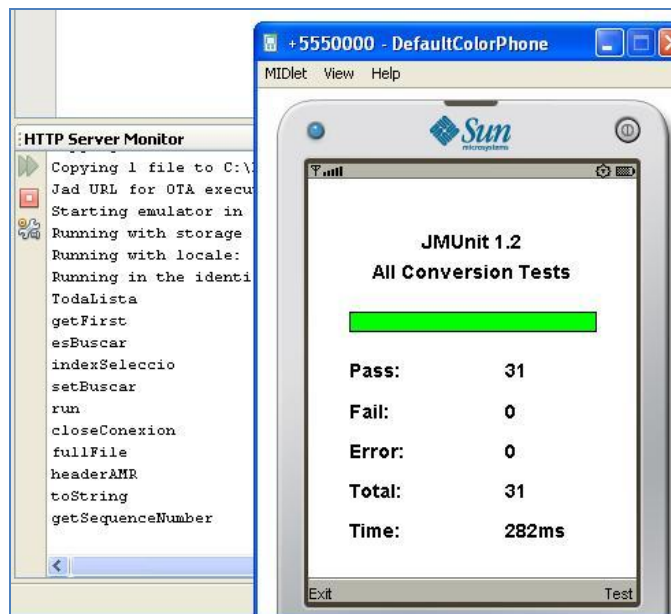 +5550000 - DefaultColorPhone
MIDlet View Help
HTTP Server Monitor
Copying 1 file to C:\
Jad URL for OTA execu
Starting emulator in
Running with storage
Running with locale:
Running in the identi
TodaLista
getFirst
esBuscar
indexSeleccio
setBuscar
run
closeConexion
fullFile
headerAMR
toString
getSequenceNumber
Sun
microsystems
JMUnit 1.2
All Conversion Tests
Pass: 31
Fail: 0
Error: 0
Total: 31
Time: 282ms
Exit Test